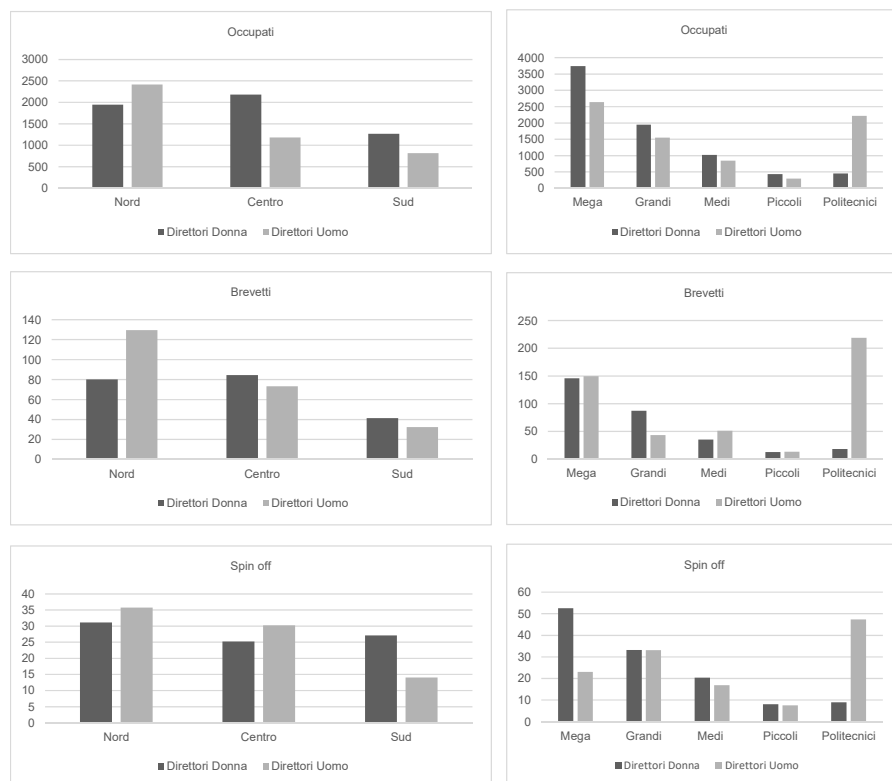 Occupati
3000
2500
2000
1500
1000
500
0
Nord Centro Sud
Direttori Donna Direttori Uomo
Occupati
4000
3500
3000
2500
2000
1500
1000
500
0
Mega Grandi Medi Piccoli Politecnici
Direttori Donna Direttori Uomo
Brevetti
140
120
100
80
60
40
20
0
Nord Centro Sud
Direttori Donna Direttori Uomo
Brevetti
250
200
150
100
50
0
Mega Grandi Medi Piccoli Politecnici
Direttori Donna Direttori Uomo
Spin off
40
35
30
25
20
15
10
5
0
Nord Centro Sud
Direttori Donna Direttori Uomo
Spin off
60
50
40
30
20
10
0
Mega Grandi Medi Piccoli Politecnici
Direttori Donna Direttori Uomo